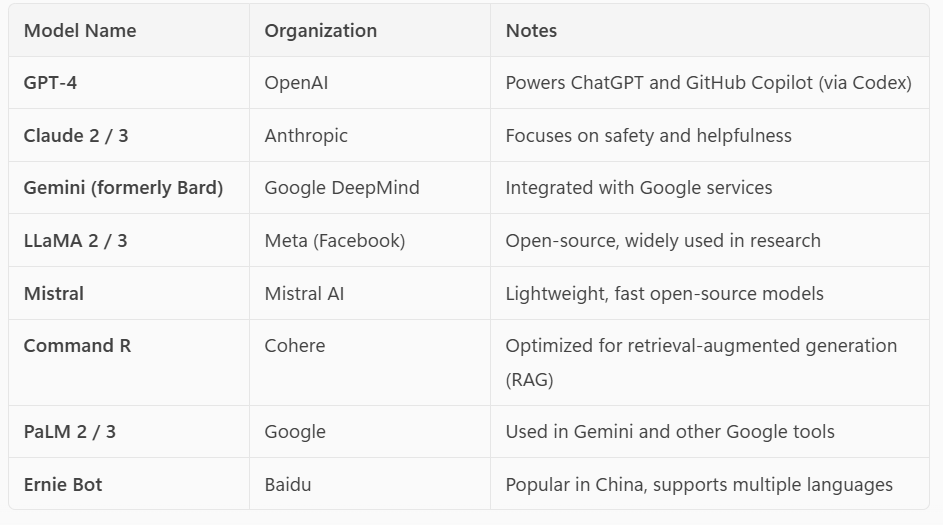 Model Name Organization Notes
GPT-4 OpenAI Powers ChatGPT and GitHub Copilot (via Codex)
Claude 2 / 3 Anthropic Focuses on safety and helpfulness
Gemini (formerly Bard) Google DeepMind Integrated with Google services
LLaMA 2 / 3 Meta (Facebook) Open-source, widely used in research
Mistral Mistral AI Lightweight, fast open-source models
Command R Cohere Optimized for retrieval-augmented generation
(RAG)
PaLM 2 / 3 Google Used in Gemini and other Google tools
Ernie Bot Baidu Popular in China, supports multiple languages